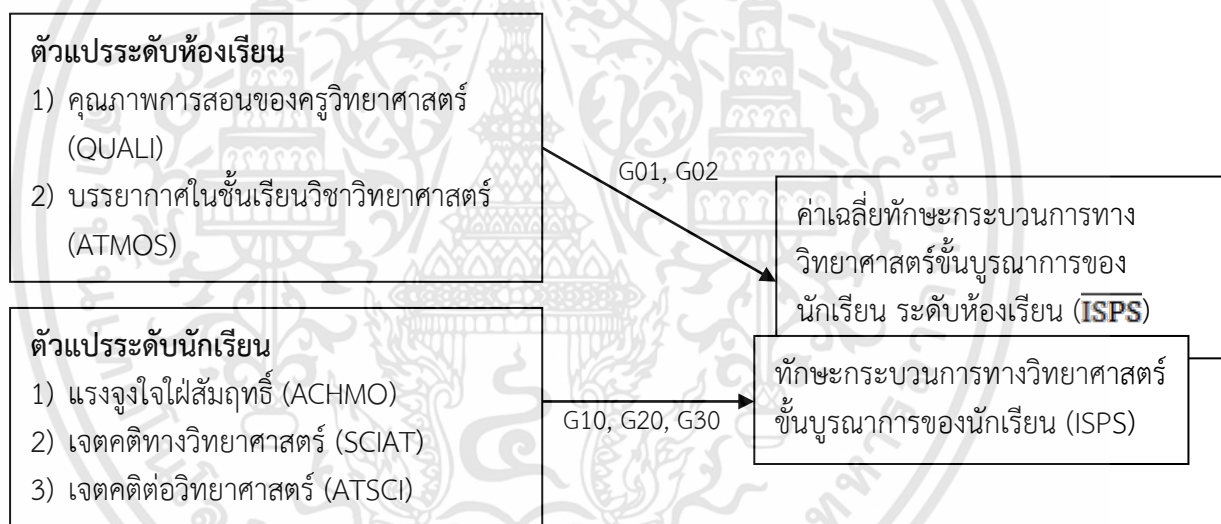 ตัวแปรระดับห้องเรียน
1) คุณภาพการสอนของครูวิทยาศาสตร์
(QUALI)
2) บรรยากาศในชั้นเรียนวิชาวิทยาศาสตร์
(ATMOS)
G01, G02
ค่าเฉลี่ยทักษะกระบวนการทาง
วิทยาศาสตร์ขั้นบูรณาการของ
นักเรียน ระดับห้องเรียน (ISPS)
ตัวแปรระดับนักเรียน
1) แรงจูงใจใฝ่สัมฤทธิ์ (ACHMO)
2) เจตคติทางวิทยาศาสตร์ (SCIAT)
3) เจตคติต่อวิทยาศาสตร์ (ATSCI)
G10, G20, G30
ทักษะกระบวนการทางวิทยาศาสตร์
ขั้นบูรณาการของนักเรียน (ISPS)